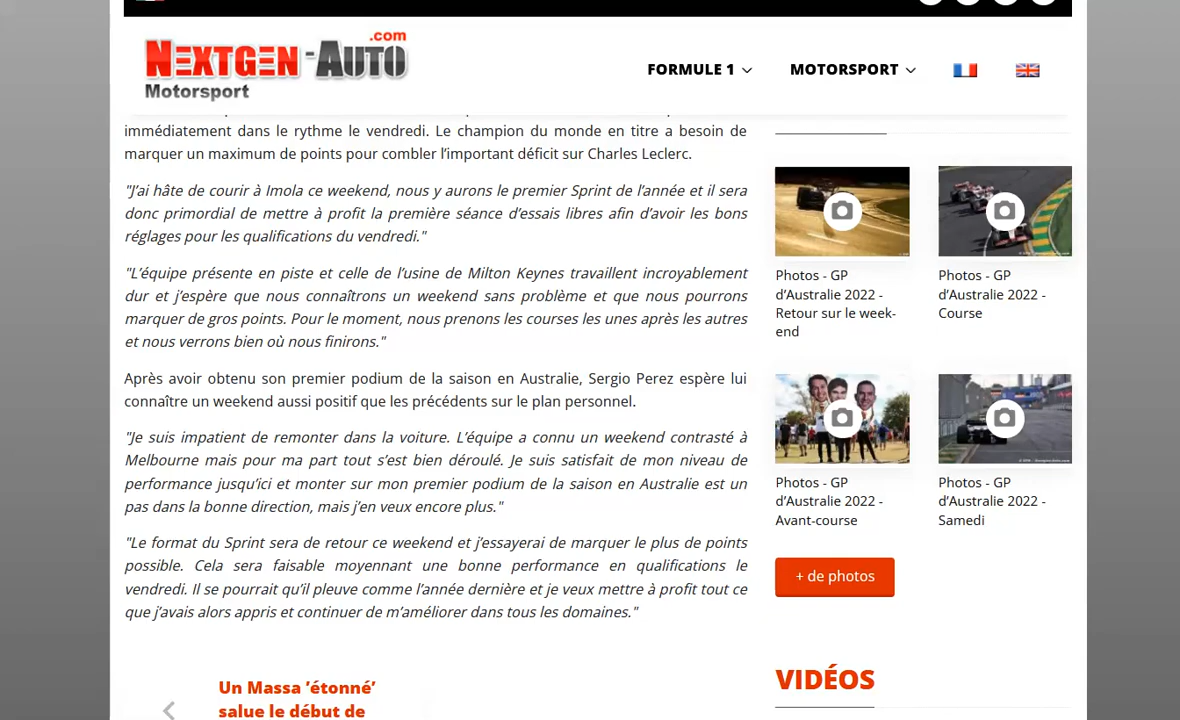 .com
NEXTGEN-AUTO
Motorsport
FORMULE 1
MOTORSPORT
immédiatement dans le rythme le vendredi. Le champion du monde en titre a besoin de
marquer un maximum de points pour combler l’important déficit sur Charles Leclerc.
"J’ai hâte de courir à Imola ce weekend, nous y aurons le premier Sprint de l’année et il sera
donc primordial de mettre à profit la première séance d’essais libres afin d’avoir les bons
réglages pour les qualifications du vendredi."
"L’équipe présente en piste et celle de l’usine de Milton Keynes travaillent incroyablement
dur et j’espère que nous connaîtrons un weekend sans problème et que nous pourrons
marquer de gros points. Pour le moment, nous prenons les courses les unes après les autres
et nous verrons bien où nous finirons."
Après avoir obtenu son premier podium de la saison en Australie, Sergio Perez espère lui
connaître un weekend aussi positif que les précédents sur le plan personnel.
"Je suis impatient de remonter dans la voiture. L’équipe a connu un weekend contrasté à
Melbourne mais pour ma part tout s’est bien déroulé. Je suis satisfait de mon niveau de
performance jusqu’ici et monter sur mon premier podium de la saison en Australie est un
pas dans la bonne direction, mais j’en veux encore plus."
"Le format du Sprint sera de retour ce weekend et j’essayerai de marquer le plus de points
possible. Cela sera faisable moyennant une bonne performance en qualifications le
vendredi. Il se pourrait qu’il pleuve comme l’année dernière et je veux mettre à profit tout ce
que j’avais alors appris et continuer de m’améliorer dans tous les domaines."
Un Massa ’étonné’
salue le début de
Photos - GP
d’Australie 2022 -
Retour sur le week-
end
Photos - GP
d’Australie 2022 -
Course
Photos - GP
d’Australie 2022 -
Avant-course
Photos - GP
d’Australie 2022 -
Samedi
+ de photos
VIDÉOS